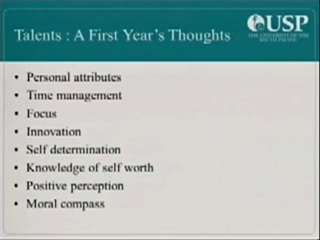 Talents : A First Year's Thoughts
USP
THE UNIVERSITY OF THE
SOUTH PACIFIC
• Personal attributes
• Time management
• Focus
• Innovation
• Self determination
• Knowledge of self worth
• Positive perception
• Moral compass